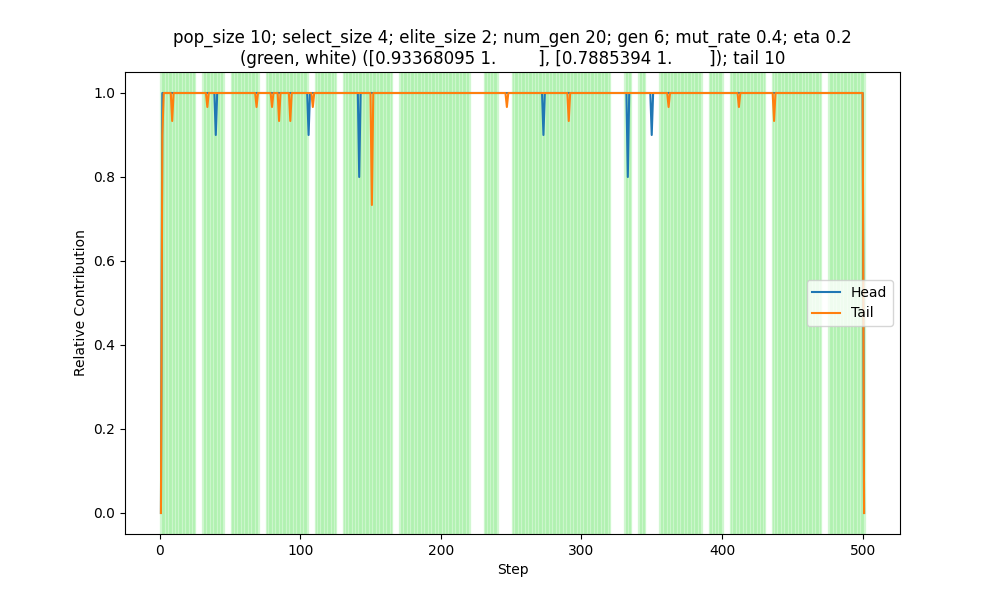 pop_size 10; select_size 4; elite_size 2; num_gen 20; gen 6; mut_rate 0.4; eta 0.2
(green, white) ([0.93368095 1.        ], [0.7885394 1.       ]); tail 10
1.0
0.8
0.6
0.4
0.2
0.0
Relative Contribution
Head
Tail
0 100 200 300 400 500
Step